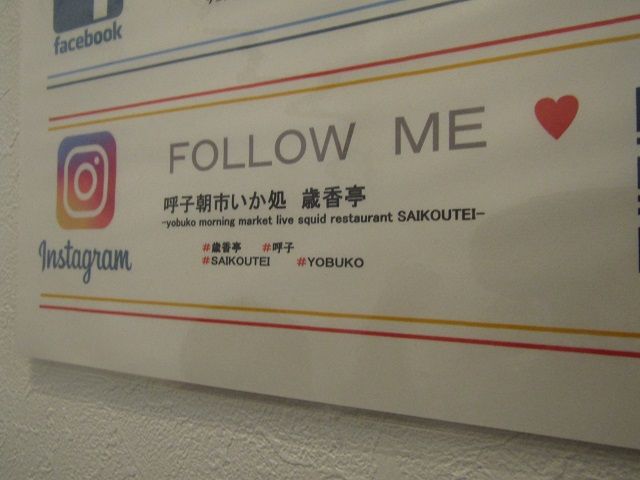 facebook
FOLLOW ME
呼子朝市いか処 歳香亭
-yobuko morning market live squid restaurant SAIKOUTEI-
Instagram
#歳香亭 #呼子
#SAIKOUTEI #YOBUKO